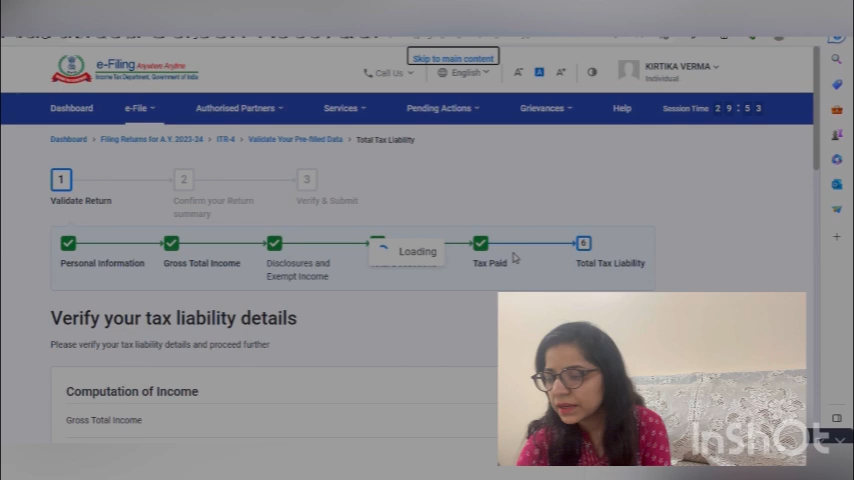 Skip to main content
e-Filing Anywhere Anytime
Income Tax Department, Government of India
Call Us
English
A-
A
A+
KIRTIKA VERMA
Individual
Dashboard
e-File
Authorised Partners
Services
Pending Actions
Grievances
Help
Session Time 2 9 : 5 3
Dashboard > Filing Returns for A.Y. 2023-24 > ITR-4 > Validate Your Pre-filled Data > Total Tax Liability
1
2
3
Validate Return
Confirm your Return summary
Verify & Submit
6
Loading
Personal Information
Gross Total Income
Disclosures and Exempt Income
Tax Paid
Total Tax Liability
Verify your tax liability details
Please verify your tax liability details and proceed further
Computation of Income
Gross Total Income
InShOt